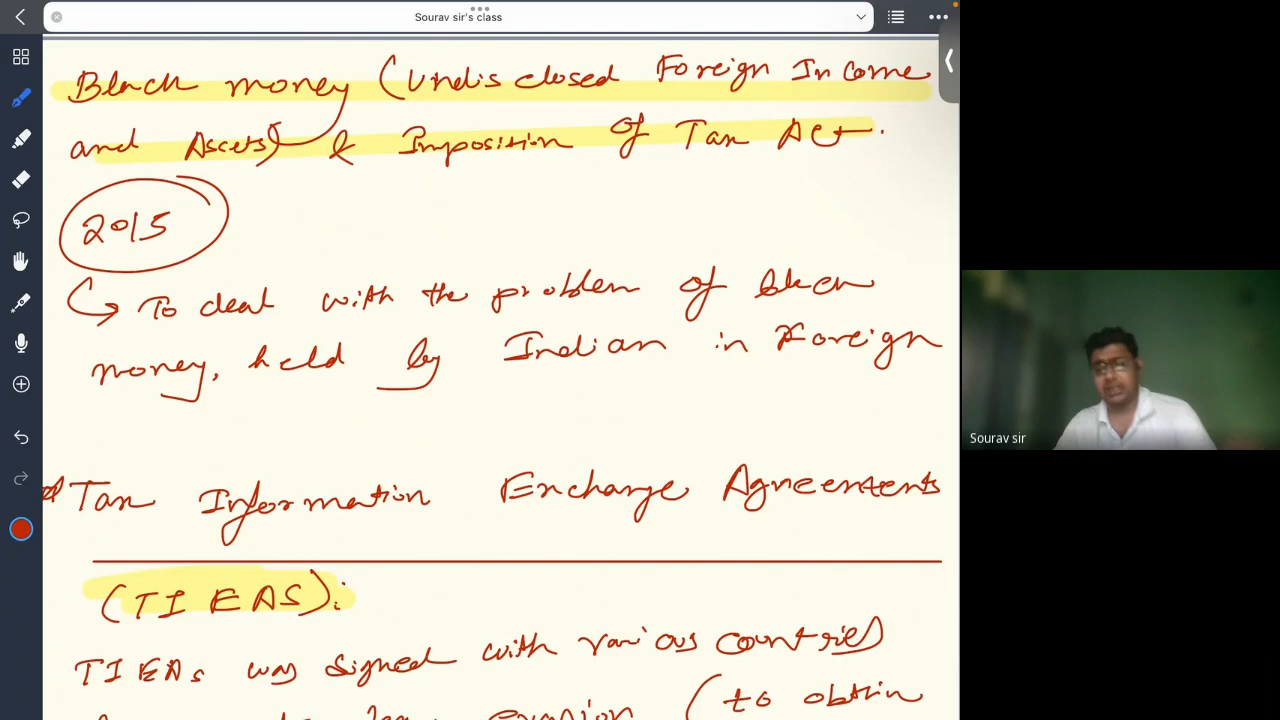 Sourav sir's class
Black money (Undisclosed Foreign Income
and Assets) & Imposition of Tax Act.
2015
To deal with the problem of black
money, held by Indian in Foreign
Tax Information Exchange Agreements
(TIEAS):
TIEAs was signed with various countries
evasion (to obtain
Sourav sir